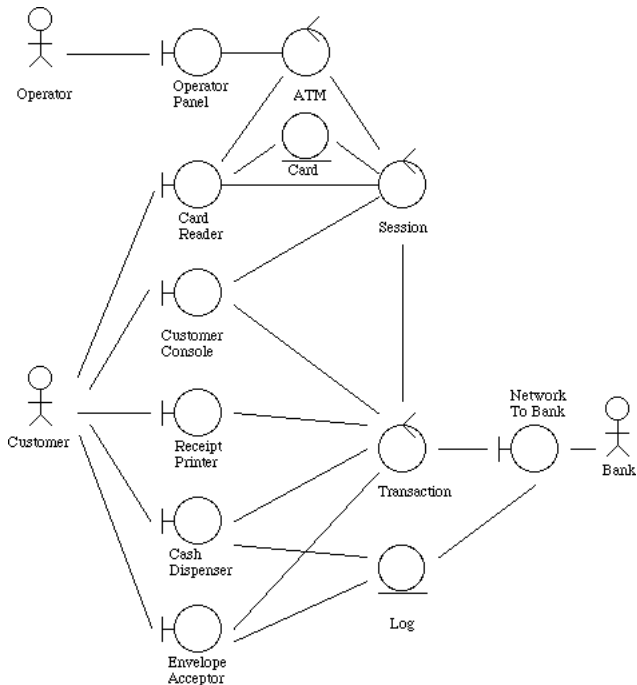 Operator
Operator
Panel
ATM
Card
Card
Reader
Session
Customer
Console
Network
To Bank
Customer
Receipt
Printer
Transaction
Bank
Cash
Dispenser
Log
Envelope
Acceptor